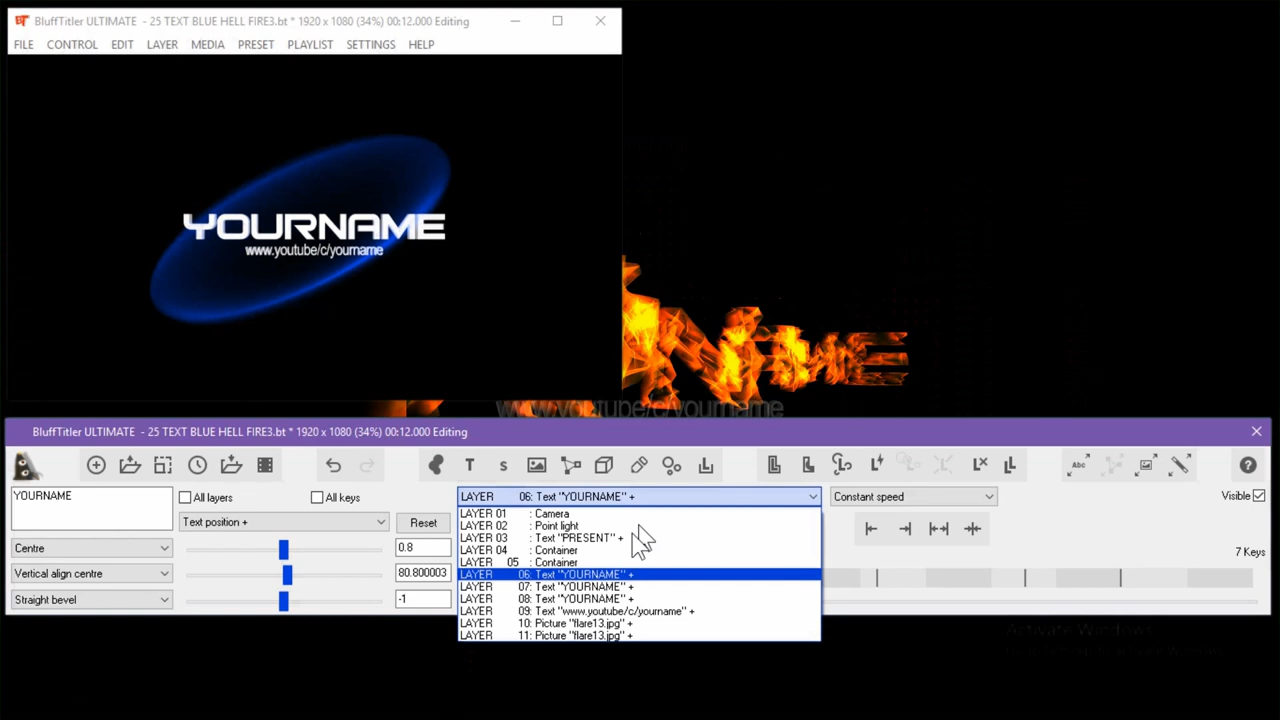 BluffTitler ULTIMATE - 25 TEXT BLUE HELL FIRE3.bt * 1920 x 1080 (34%) 00:12.000 Editing
FILE CONTROL EDIT LAYER MEDIA PRESET PLAYLIST SETTINGS HELP
YOURNAME
www.youtube/c/yourname
NAME
www.youtube/c/yourname
BluffTitler ULTIMATE - 25 TEXT BLUE HELL FIRE3.bt * 1920 x 1080 (34%) 00:12.000 Editing
YOURNAME
All layers
All keys
LAYER 06: Text "YOURNAME" +
Constant speed
Visible
Text position +
Reset
LAYER 01 : Camera
LAYER 02 : Point light
LAYER 03 : Text "PRESENT" +
LAYER 04 : Container
LAYER 05 : Container
LAYER 06: Text "YOURNAME" +
LAYER 07: Text "YOURNAME" +
LAYER 08: Text "YOURNAME" +
LAYER 09: Text "www.youtube/c/yourname" +
LAYER 10: Picture "flare13.jpg" +
LAYER 11: Picture "flare13.jpg" +
Centre
0.8
7 Keys
Vertical align centre
80.800003
Straight bevel
-1
Activate Windows